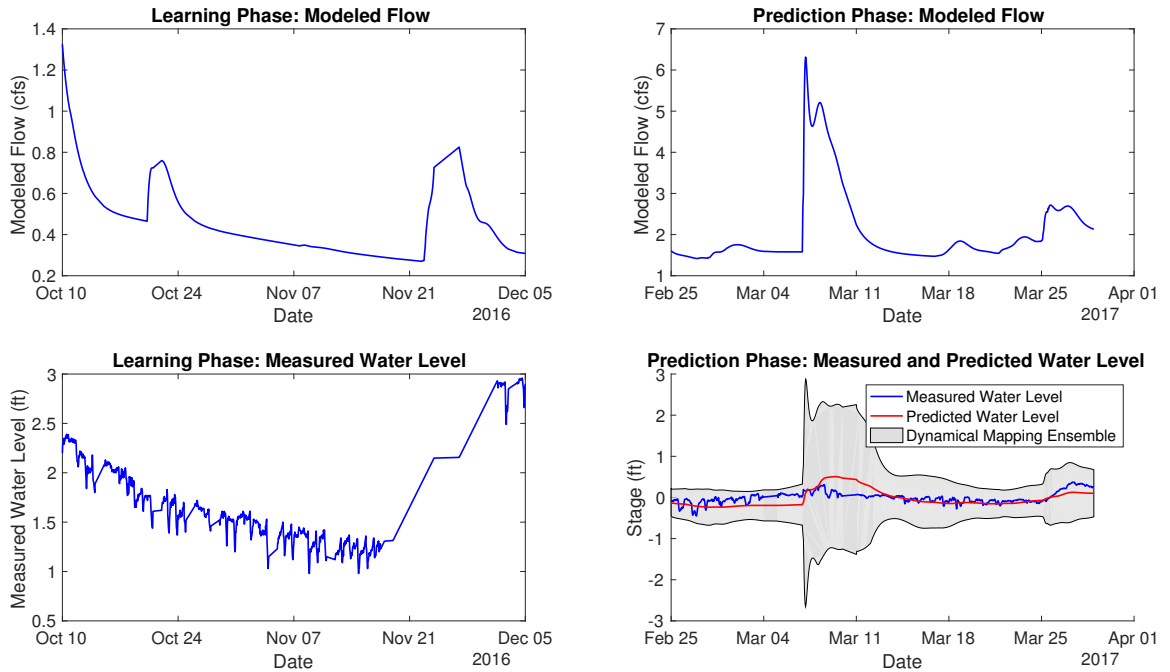 Learning Phase: Modeled Flow
Modeled Flow (cfs)
1.4
1.2
1
0.8
0.6
0.4
0.2
Oct 10
Oct 24
Nov 07
Nov 21
Dec 05
Date
2016
Prediction Phase: Modeled Flow
Modeled Flow (cfs)
7
6
5
4
3
2
1
Feb 25
Mar 04
Mar 11
Mar 18
Mar 25
Apr 01
Date
2017
Learning Phase: Measured Water Level
Measured Water Level (ft)
3
2.5
2
1.5
1
0.5
Oct 10
Oct 24
Nov 07
Nov 21
Dec 05
Date
2016
Prediction Phase: Measured and Predicted Water Level
Stage (ft)
3
2
1
0
-1
-2
-3
Measured Water Level
Predicted Water Level
Dynamical Mapping Ensemble
Feb 25
Mar 04
Mar 11
Mar 18
Mar 25
Apr 01
Date
2017